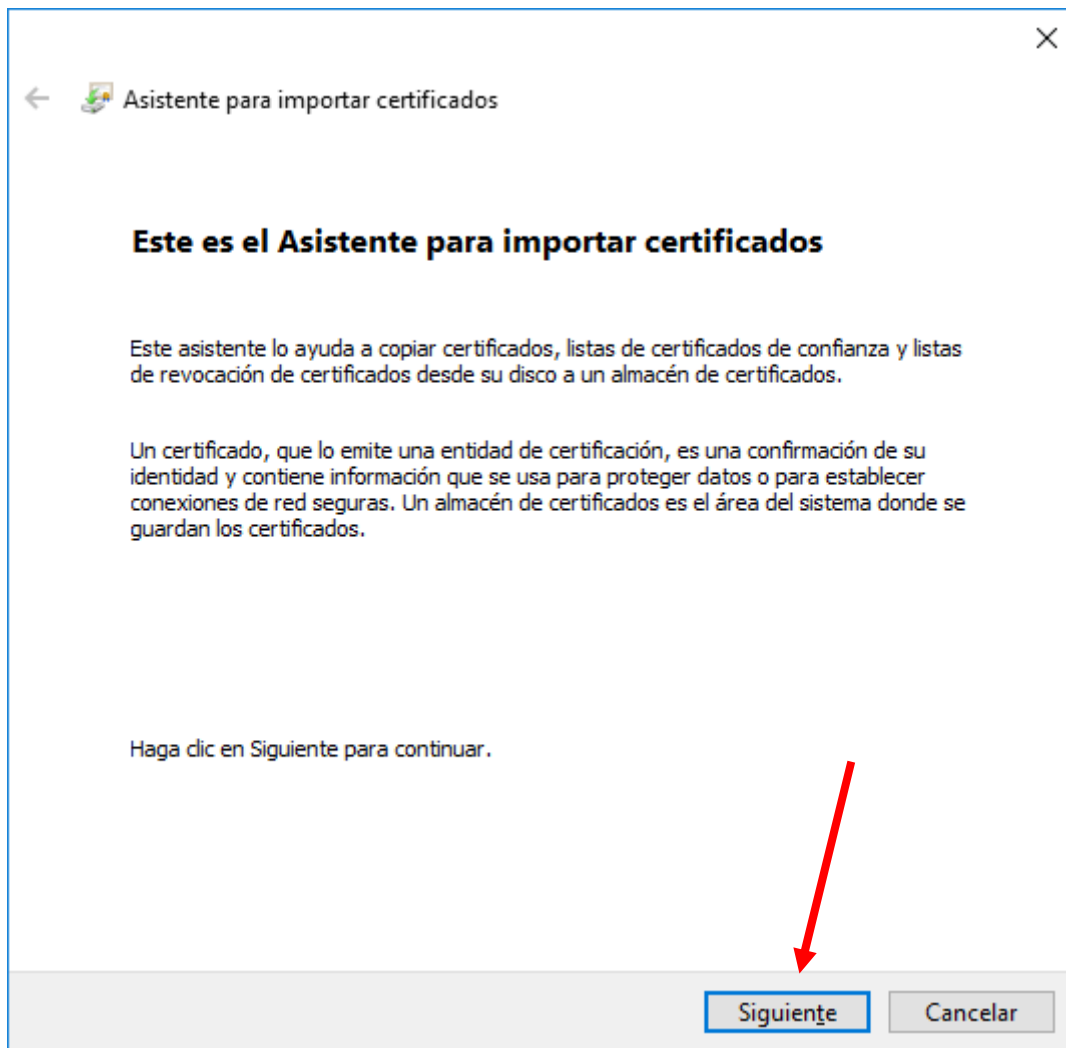 Asistente para importar certificados
Este es el Asistente para importar certificados
Este asistente lo ayuda a copiar certificados, listas de certificados de confianza y listas
de revocación de certificados desde su disco a un almacén de certificados.
Un certificado, que lo emite una entidad de certificación, es una confirmación de su
identidad y contiene información que se usa para proteger datos o para establecer
conexiones de red seguras. Un almacén de certificados es el área del sistema donde se
guardan los certificados.
Haga clic en Siguiente para continuar.
Siguiente
Cancelar